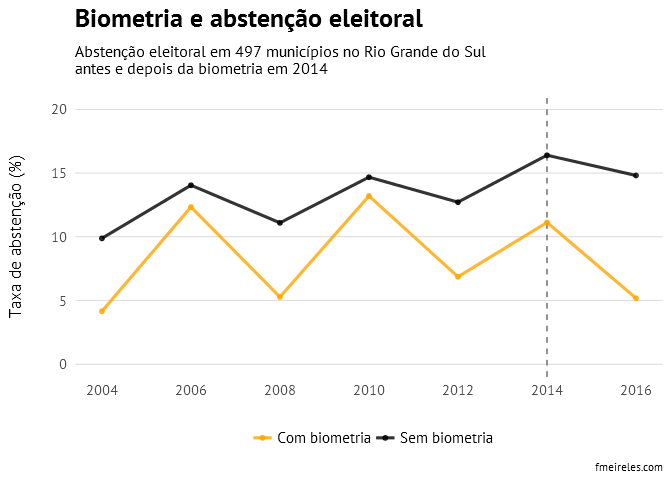 Biometria e abstenção eleitoral
Abstenção eleitoral em 497 municípios no Rio Grande do Sul
antes e depois da biometria em 2014
Taxa de abstenção (%)
20
15
10
5
0
2004 2006 2008 2010 2012 2014 2016
Com biometria Sem biometria
fmeireles.com